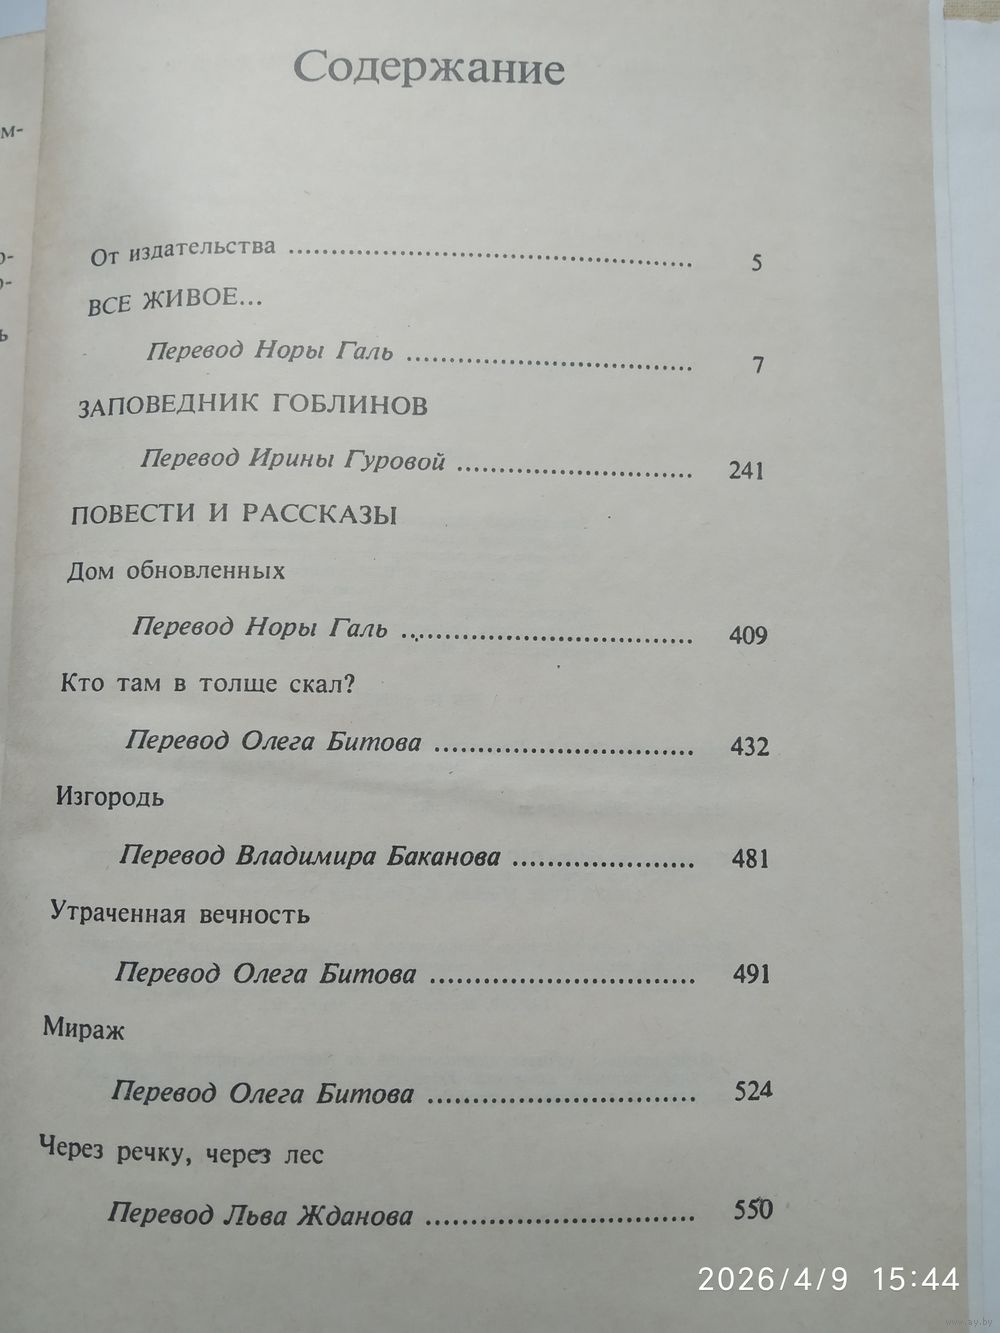 Содержание
От издательства ................................................ 5
ВСЕ ЖИВОЕ...
Перевод Норы Галь .................................. 7
ЗАПОВЕДНИК ГОБЛИНОВ
Перевод Ирины Гуровой ............................ 241
ПОВЕСТИ И РАССКАЗЫ
Дом обновленных
Перевод Норы Галь ................................... 409
Кто там в толще скал?
Перевод Олега Битова ............................... 432
Изгородь
Перевод Владимира Баканова ...................... 481
Утраченная вечность
Перевод Олега Битова ................................ 491
Мираж
Перевод Олега Битова ................................ 524
Через речку, через лес
Перевод Льва Жданова ................................ 550
м-
о-
ь
2026/4/9 15:44
www.ay.by